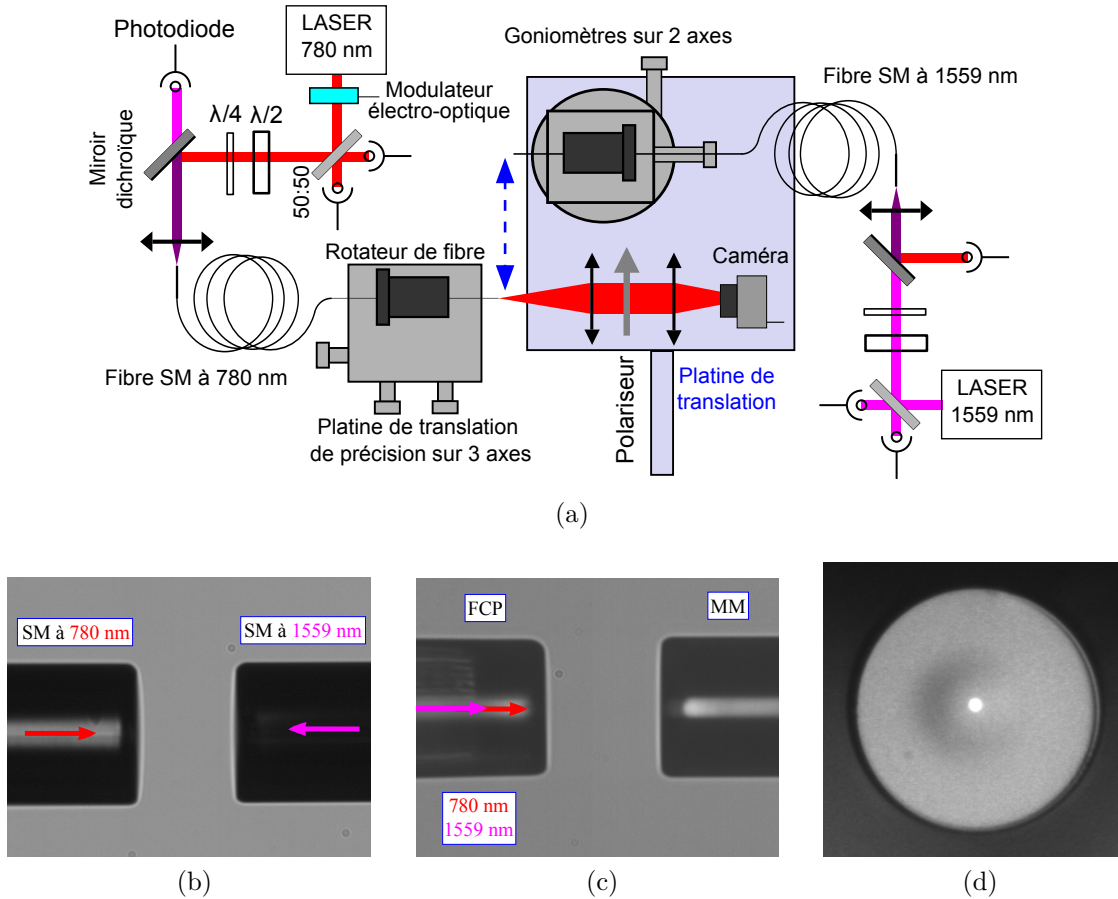 Photodiode
LASER
780 nm
Modulateur
électro-optique
λ/4
λ/2
Miroir
dichroïque
50:50
Rotateur de fibre
Fibre SM à 780 nm
Platine de translation
de précision sur 3 axes
Goniomètres sur 2 axes
Fibre SM à 1559 nm
Caméra
Polariseur
Platine de
translation
LASER
1559 nm
(a)
SM à 780 nm
SM à 1559 nm
(b)
FCP
MM
780 nm
1559 nm
(c)
(d)